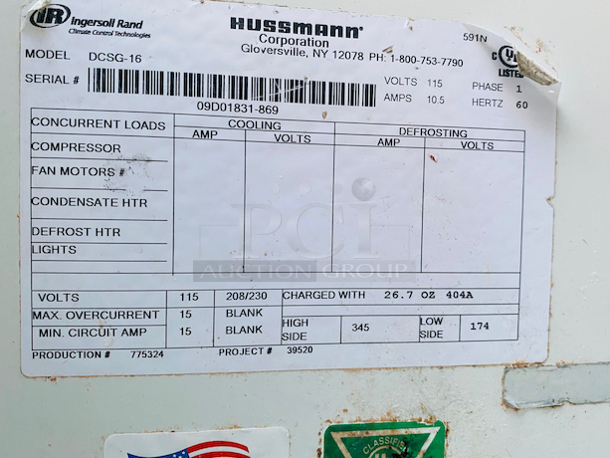 IR Ingersoll Rand
Climate Control Technologies
HUSSMANN
Corporation
Gloversville, NY 12078 PH: 1-800-753-7790
591N
C UL
LISTED
MODEL DCSG-16
SERIAL #
09D01831-869
VOLTS 115 PHASE 1
AMPS 10.5 HERTZ 60
CONCURRENT LOADS COOLING DEFROSTING
AMP VOLTS AMP VOLTS
COMPRESSOR
FAN MOTORS #
CONDENSATE HTR
DEFROST HTR
LIGHTS
PCI
AUCTION GROUP
VOLTS 115 208/230 CHARGED WITH 26.7 OZ 404A
MAX. OVERCURRENT 15 BLANK
MIN. CIRCUIT AMP 15 BLANK
HIGH SIDE 345 LOW SIDE 174
PRODUCTION # 775324 PROJECT # 39520
CLASSIFIED